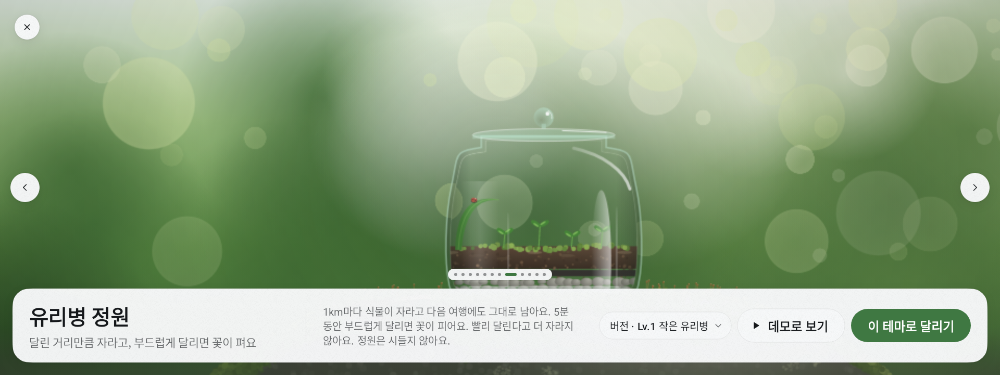 유리병 정원
달린 거리만큼 자라고, 부드럽게 달리면 꽃이 펴요
1km마다 식물이 자라고 다음 여행에도 그대로 남아요. 5분
동안 부드럽게 달리면 꽃이 피어요. 빨리 달린다고 더 자라지
않아요. 정원은 시들지 않아요.
버전 · Lv.1 작은 유리병
데모로 보기
이 테마로 달리기